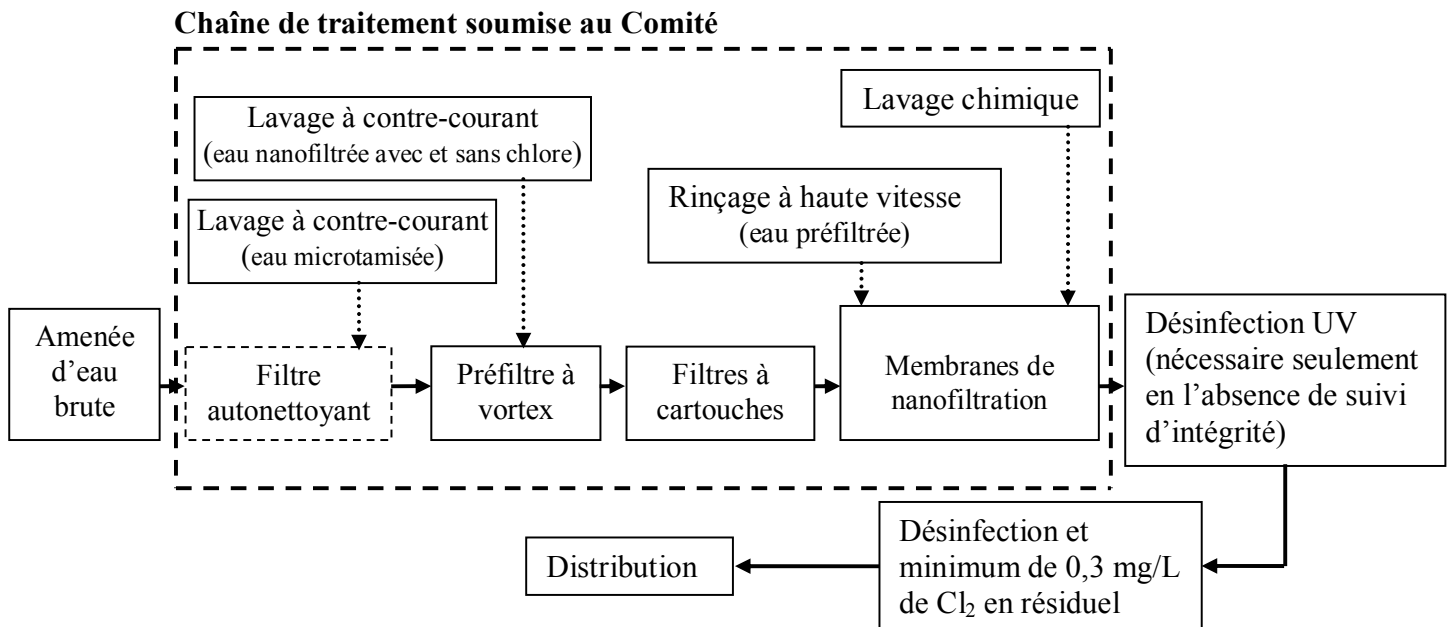 Chaîne de traitement soumise au Comité
Lavage à contre-courant
(eau nanofiltrée avec et sans chlore)
Lavage chimique
Lavage à contre-courant
(eau microtamisée)
Rinçage à haute vitesse
(eau préfiltrée)
Amenée
d’eau
brute
Filtre
autonettoyant
Préfiltre à
vortex
Filtres à
cartouches
Membranes de
nanofiltration
Désinfection UV
(nécessaire seulement
en l’absence de suivi
d’intégrité)
Désinfection et
minimum de 0,3 mg/L
de Cl₂ en résiduel
Distribution